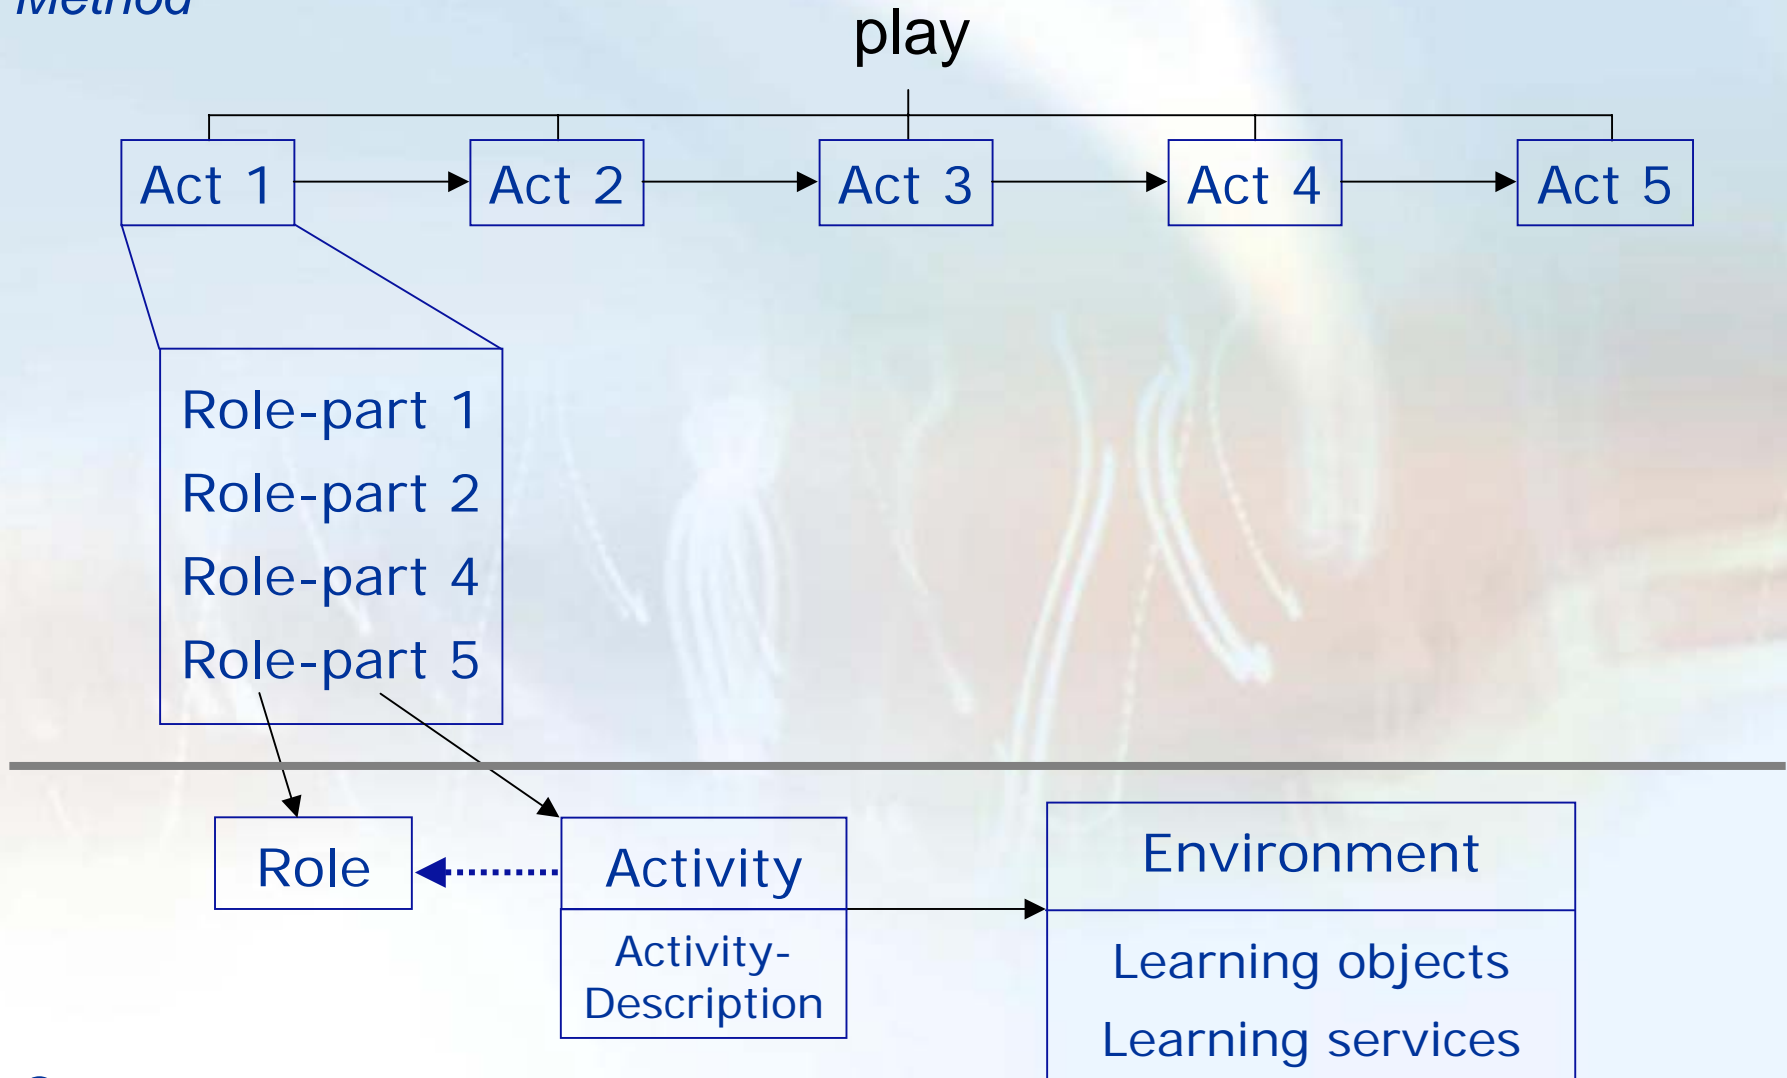 Method
play
Act 1
Act 2
Act 3
Act 4
Act 5
Role-part 1
Role-part 2
Role-part 4
Role-part 5
Role
Activity
Activity-
Description
Environment
Learning objects
Learning services